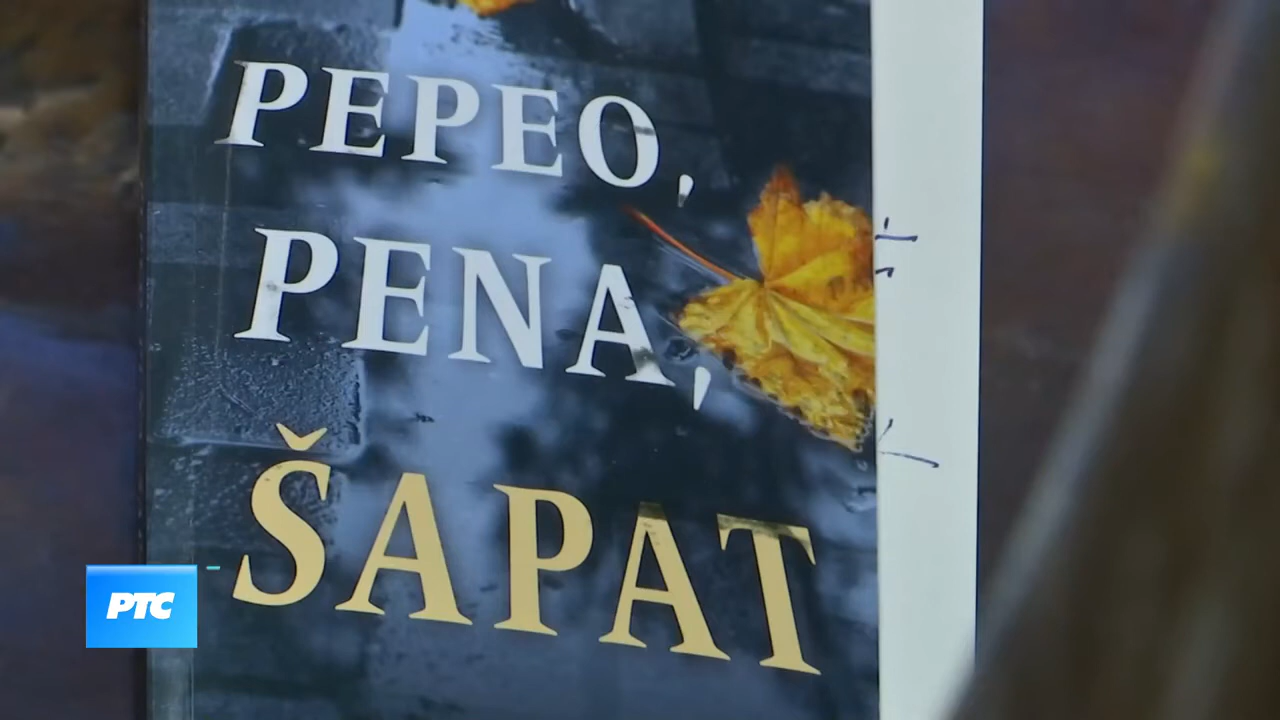 PEPEO,
PENA,
ŠAPAT
РТС